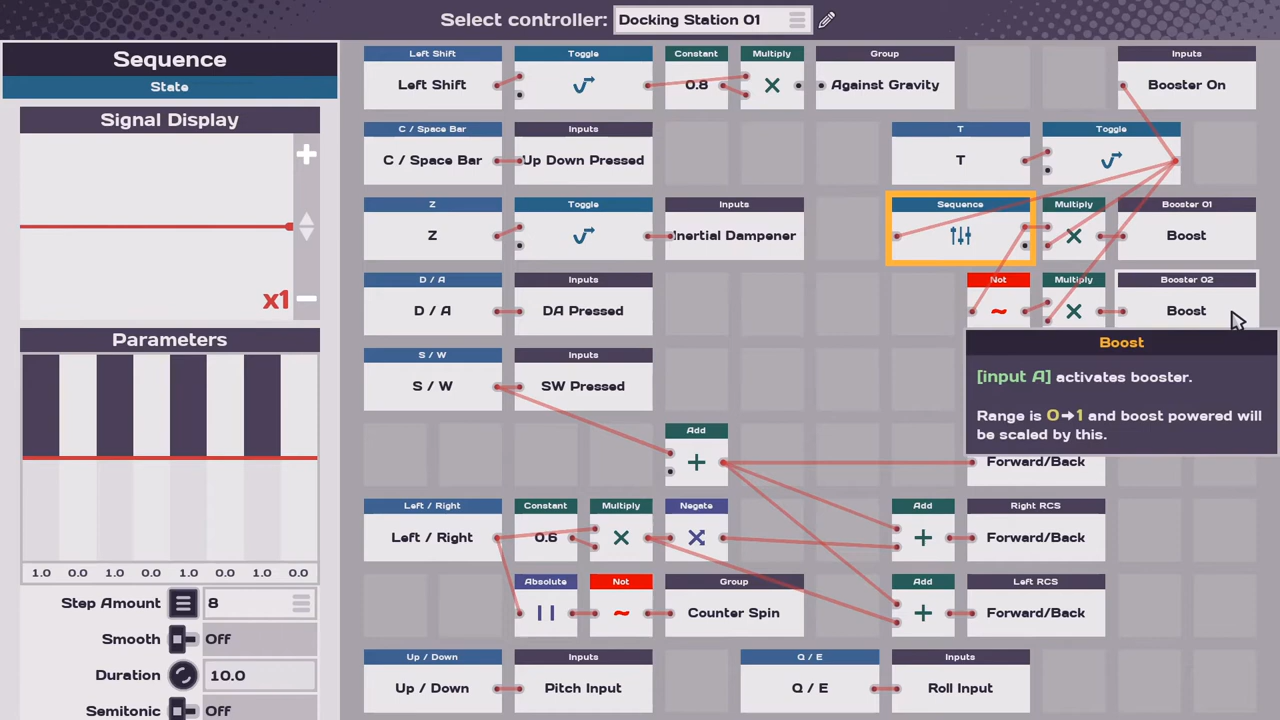 Select controller:
Docking Station 01
Sequence
State
Signal Display
x1
Parameters
1.0 0.0 1.0 0.0 1.0 0.0 1.0 0.0
Step Amount
8
Smooth
Off
Duration
10.0
Semitonic
Off
Left Shift
Toggle
Constant
Multiply
Group
Inputs
Left Shift
0.8
Against Gravity
Booster On
C / Space Bar
Inputs
T
Toggle
C / Space Bar
Up Down Pressed
T
Z
Toggle
Inputs
Sequence
Multiply
Booster 01
Z
Inertial Dampener
Boost
D / A
Inputs
Not
Multiply
Booster 02
D / A
DA Pressed
~
Boost
Boost
[input A] activates booster.
Range is 0→1 and boost powered will
be scaled by this.
S / W
Inputs
S / W
SW Pressed
Add
+
Forward/Back
Left / Right
Constant
Multiply
Negate
Add
Right RCS
Left / Right
0.6
+
Forward/Back
Absolute
Not
Group
Add
Left RCS
~
Counter Spin
+
Forward/Back
Up / Down
Inputs
Q / E
Inputs
Up / Down
Pitch Input
Q / E
Roll Input